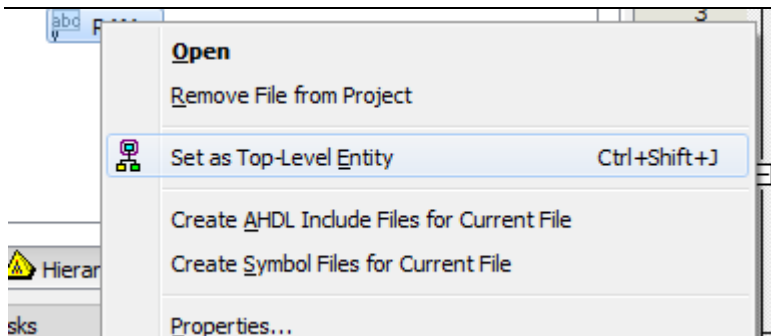 abd
3
Open
Remove File from Project
Set as Top-Level Entity Ctrl+Shift+J
Create AHDL Include Files for Current File
Hierar
Create Symbol Files for Current File
sks
Properties...